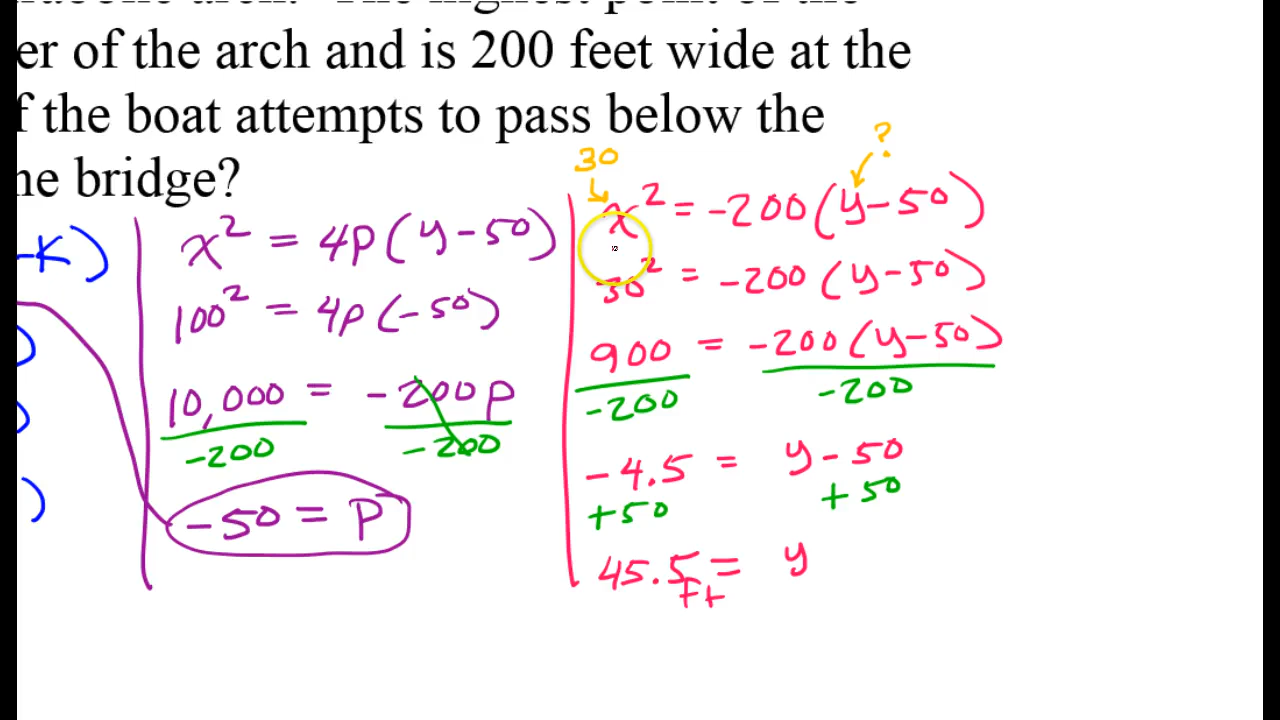 er of the arch and is 200 feet wide at the
f the boat attempts to pass below the
he bridge?
-K)
)
)
x² = 4p(y-50)
100² = 4p(-50)
10,000 = -200p
-200 -200
-50 = P
30
?
x² = -200(y-50)
30² = -200(y-50)
900 = -200(y-50)
-200 -200
-4.5 = y-50
+50 +50
45.5 = y
Ft